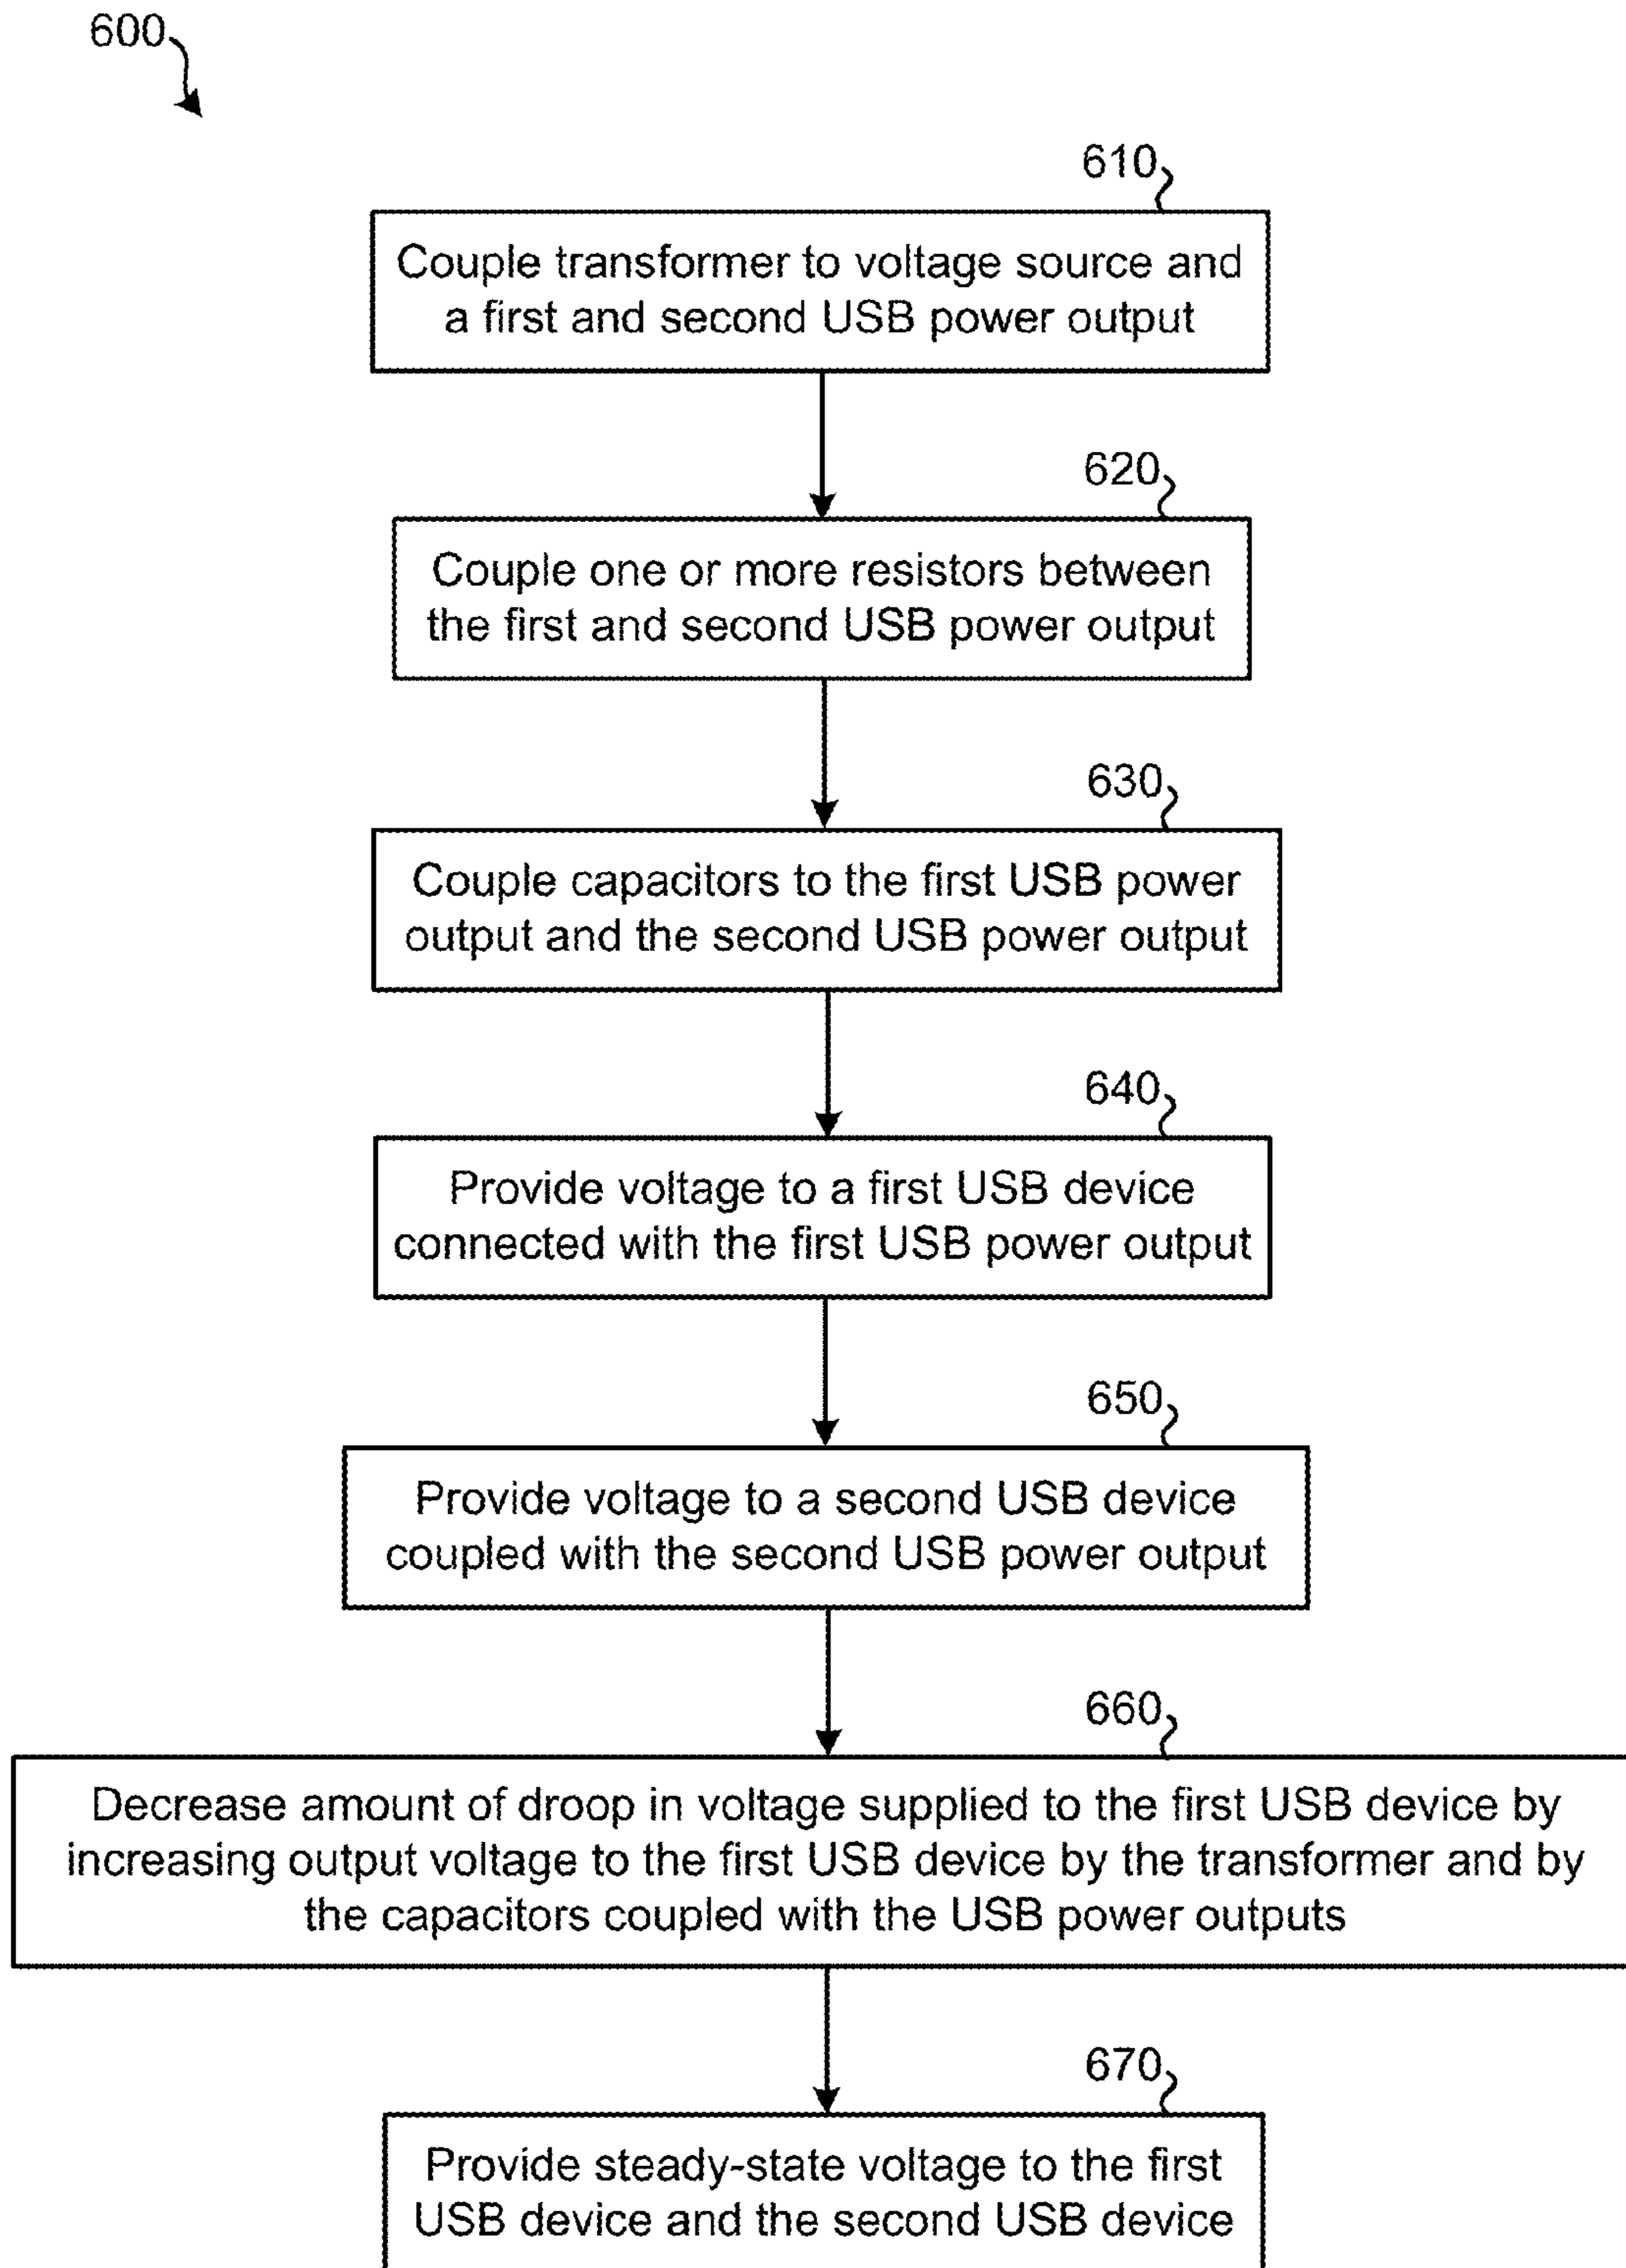 600
610
Couple transformer to voltage source and
a first and second USB power output
620
Couple one or more resistors between
the first and second USB power output
630
Couple capacitors to the first USB power
output and the second USB power output
640
Provide voltage to a first USB device
connected with the first USB power output
650
Provide voltage to a second USB device
coupled with the second USB power output
660
Decrease amount of droop in voltage supplied to the first USB device by
increasing output voltage to the first USB device by the transformer and by
the capacitors coupled with the USB power outputs
670
Provide steady-state voltage to the first
USB device and the second USB device